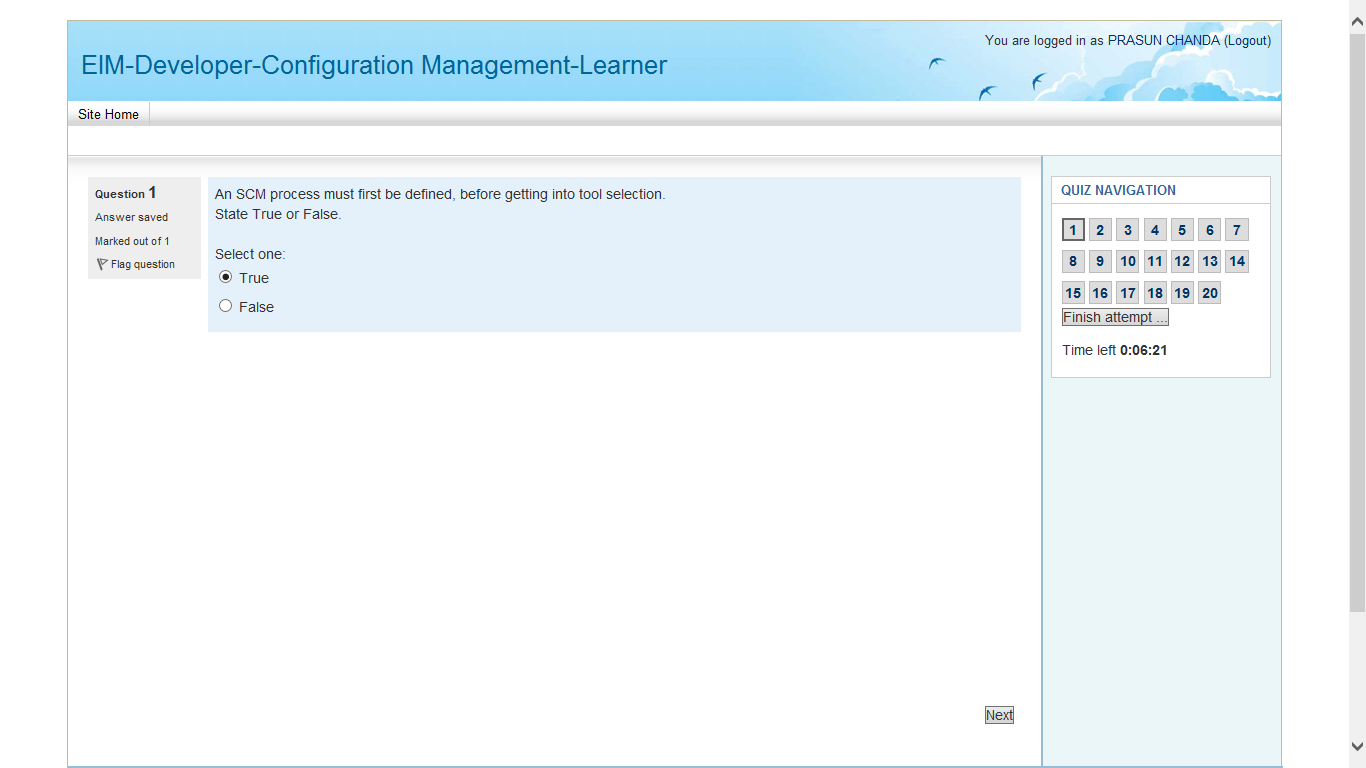 You are logged in as PRASUN CHANDA (Logout)
EIM-Developer-Configuration Management-Learner
Site Home
Question 1
Answer saved
Marked out of 1
Flag question
An SCM process must first be defined, before getting into tool selection.
State True or False.
Select one:
True
False
Next
QUIZ NAVIGATION
1 2 3 4 5 6 7
8 9 10 11 12 13 14
15 16 17 18 19 20
Finish attempt ...
Time left 0:06:21